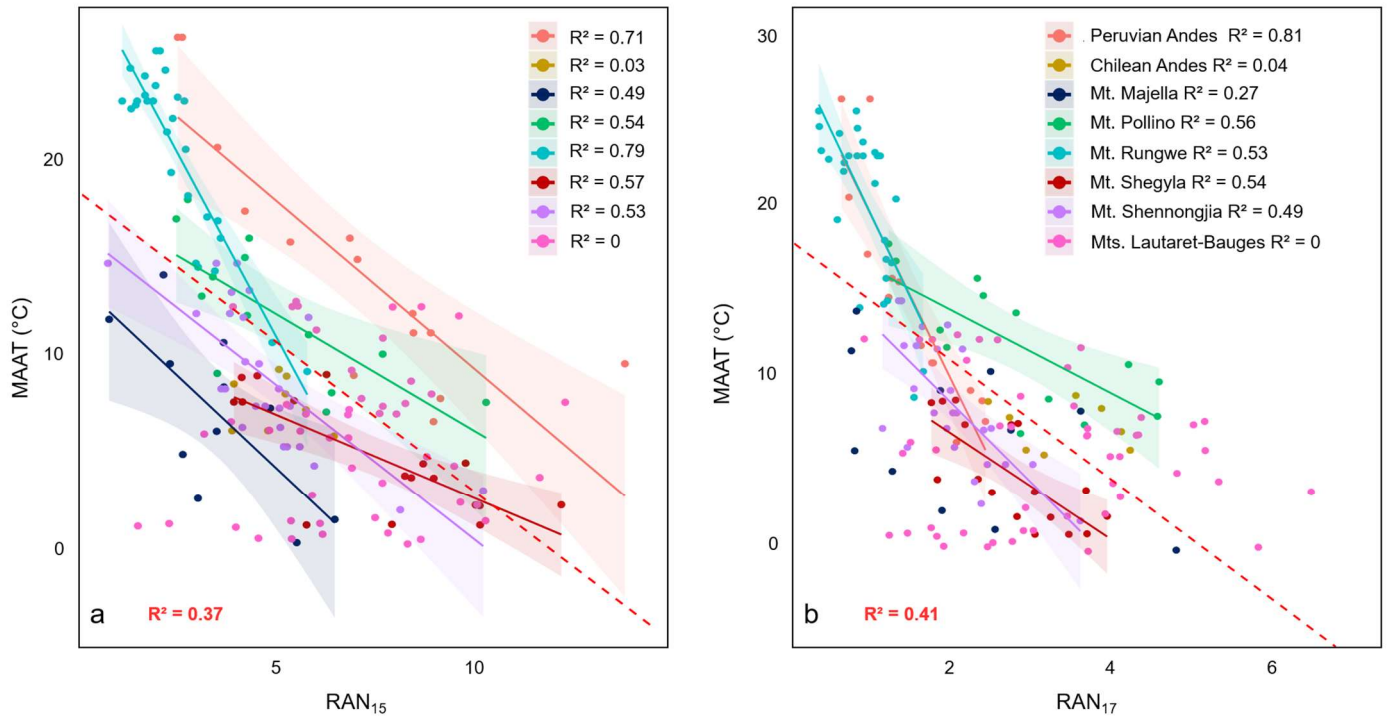 R² = 0.71
R² = 0.03
R² = 0.49
R² = 0.54
R² = 0.79
R² = 0.57
R² = 0.53
R² = 0
20
10
0
MAAT (°C)
a
R² = 0.37
5
10
RAN₁₅
Peruvian Andes R² = 0.81
Chilean Andes R² = 0.04
Mt. Majella R² = 0.27
Mt. Pollino R² = 0.56
Mt. Rungwe R² = 0.53
Mt. Shegyla R² = 0.54
Mt. Shennongjia R² = 0.49
Mts. Lautaret-Bauges R² = 0
30
20
10
0
MAAT (°C)
b
R² = 0.41
2
4
6
RAN₁₇